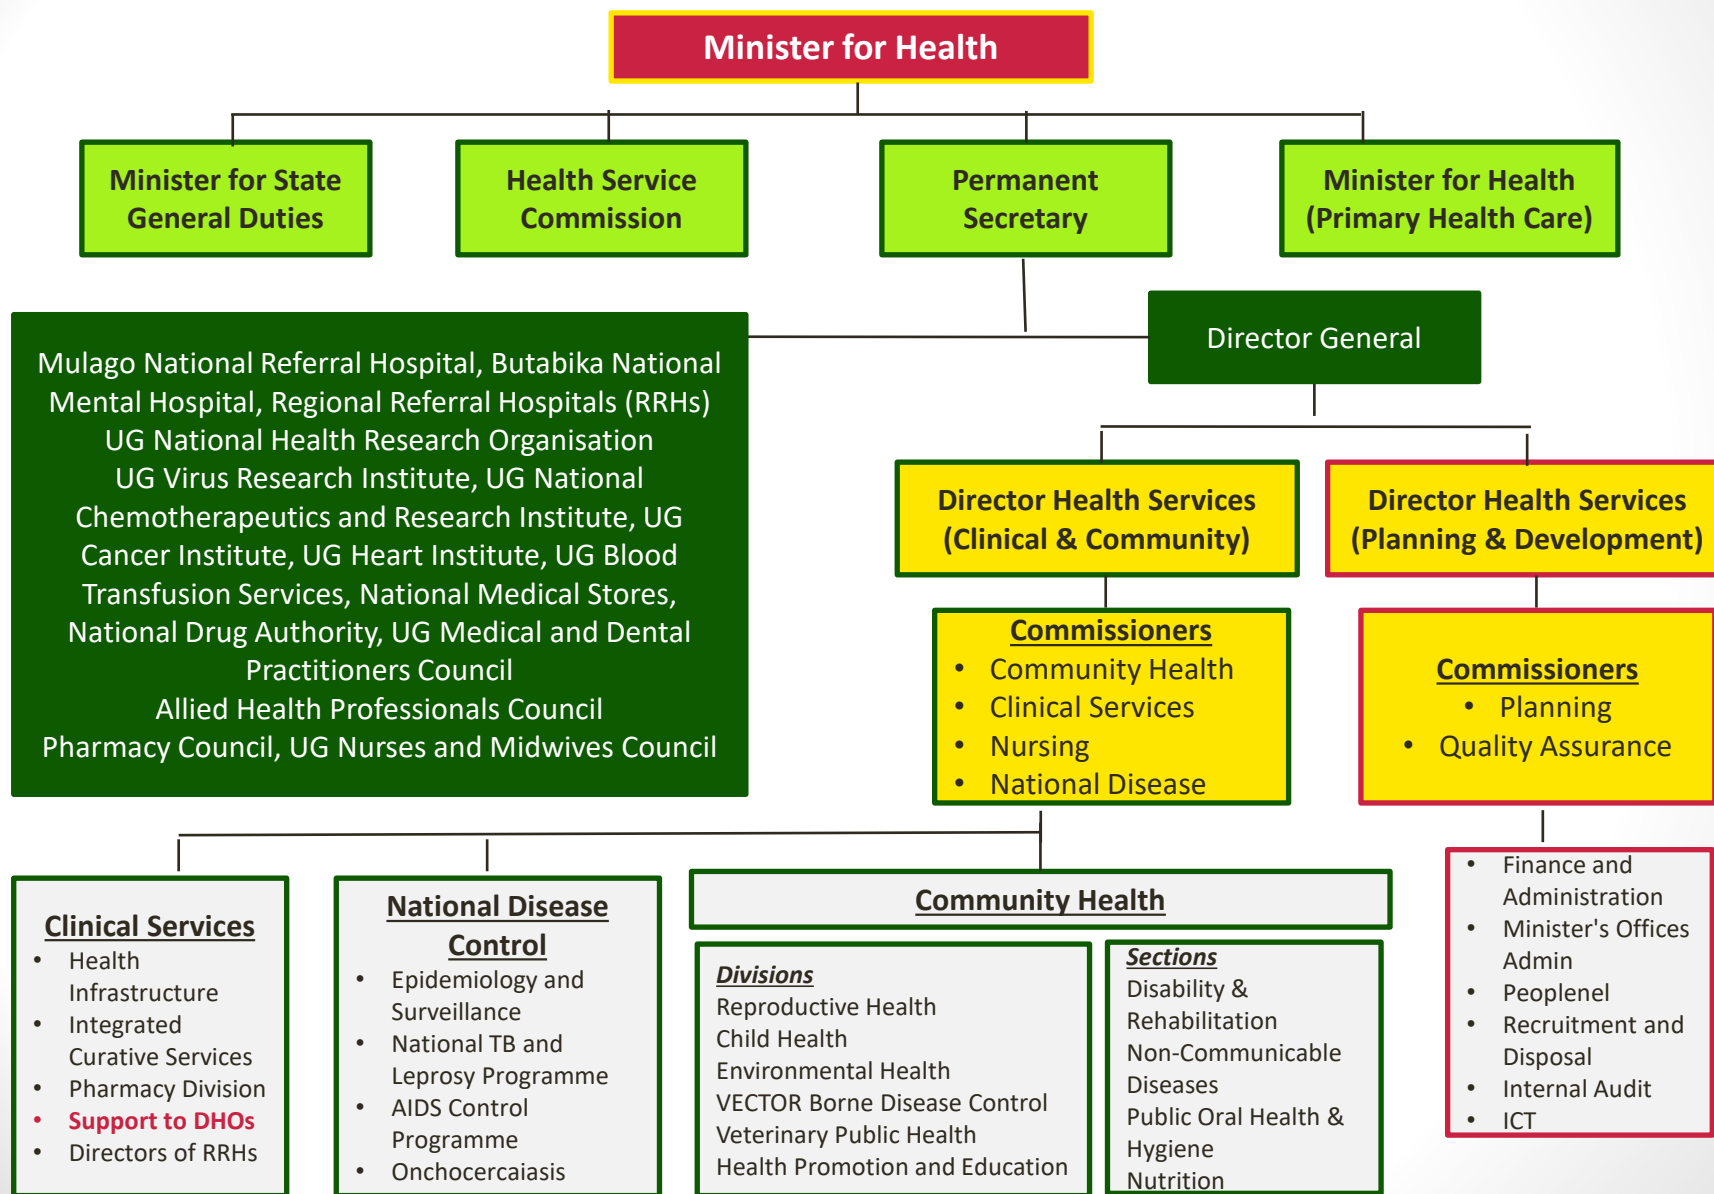 Minister for Health
Minister for State
General Duties
Health Service
Commission
Permanent
Secretary
Minister for Health
(Primary Health Care)
Director General
Mulago National Referral Hospital, Butabika National
Mental Hospital, Regional Referral Hospitals (RRHs)
UG National Health Research Organisation
UG Virus Research Institute, UG National
Chemotherapeutics and Research Institute, UG
Cancer Institute, UG Heart Institute, UG Blood
Transfusion Services, National Medical Stores,
National Drug Authority, UG Medical and Dental
Practitioners Council
Allied Health Professionals Council
Pharmacy Council, UG Nurses and Midwives Council
Director Health Services
(Clinical & Community)
Director Health Services
(Planning & Development)
Commissioners
• Community Health
• Clinical Services
• Nursing
• National Disease
Commissioners
• Planning
• Quality Assurance
Clinical Services
• Health
Infrastructure
• Integrated
Curative Services
• Pharmacy Division
• Support to DHOs
• Directors of RRHs
National Disease
Control
• Epidemiology and
Surveillance
• National TB and
Leprosy Programme
• AIDS Control
Programme
• Onchocercaiasis
Community Health
Divisions
Reproductive Health
Child Health
Environmental Health
VECTOR Borne Disease Control
Veterinary Public Health
Health Promotion and Education
Sections
Disability &
Rehabilitation
Non-Communicable
Diseases
Public Oral Health &
Hygiene
Nutrition
• Finance and
Administration
• Minister's Offices
Admin
• Peoplenel
• Recruitment and
Disposal
• Internal Audit
• ICT